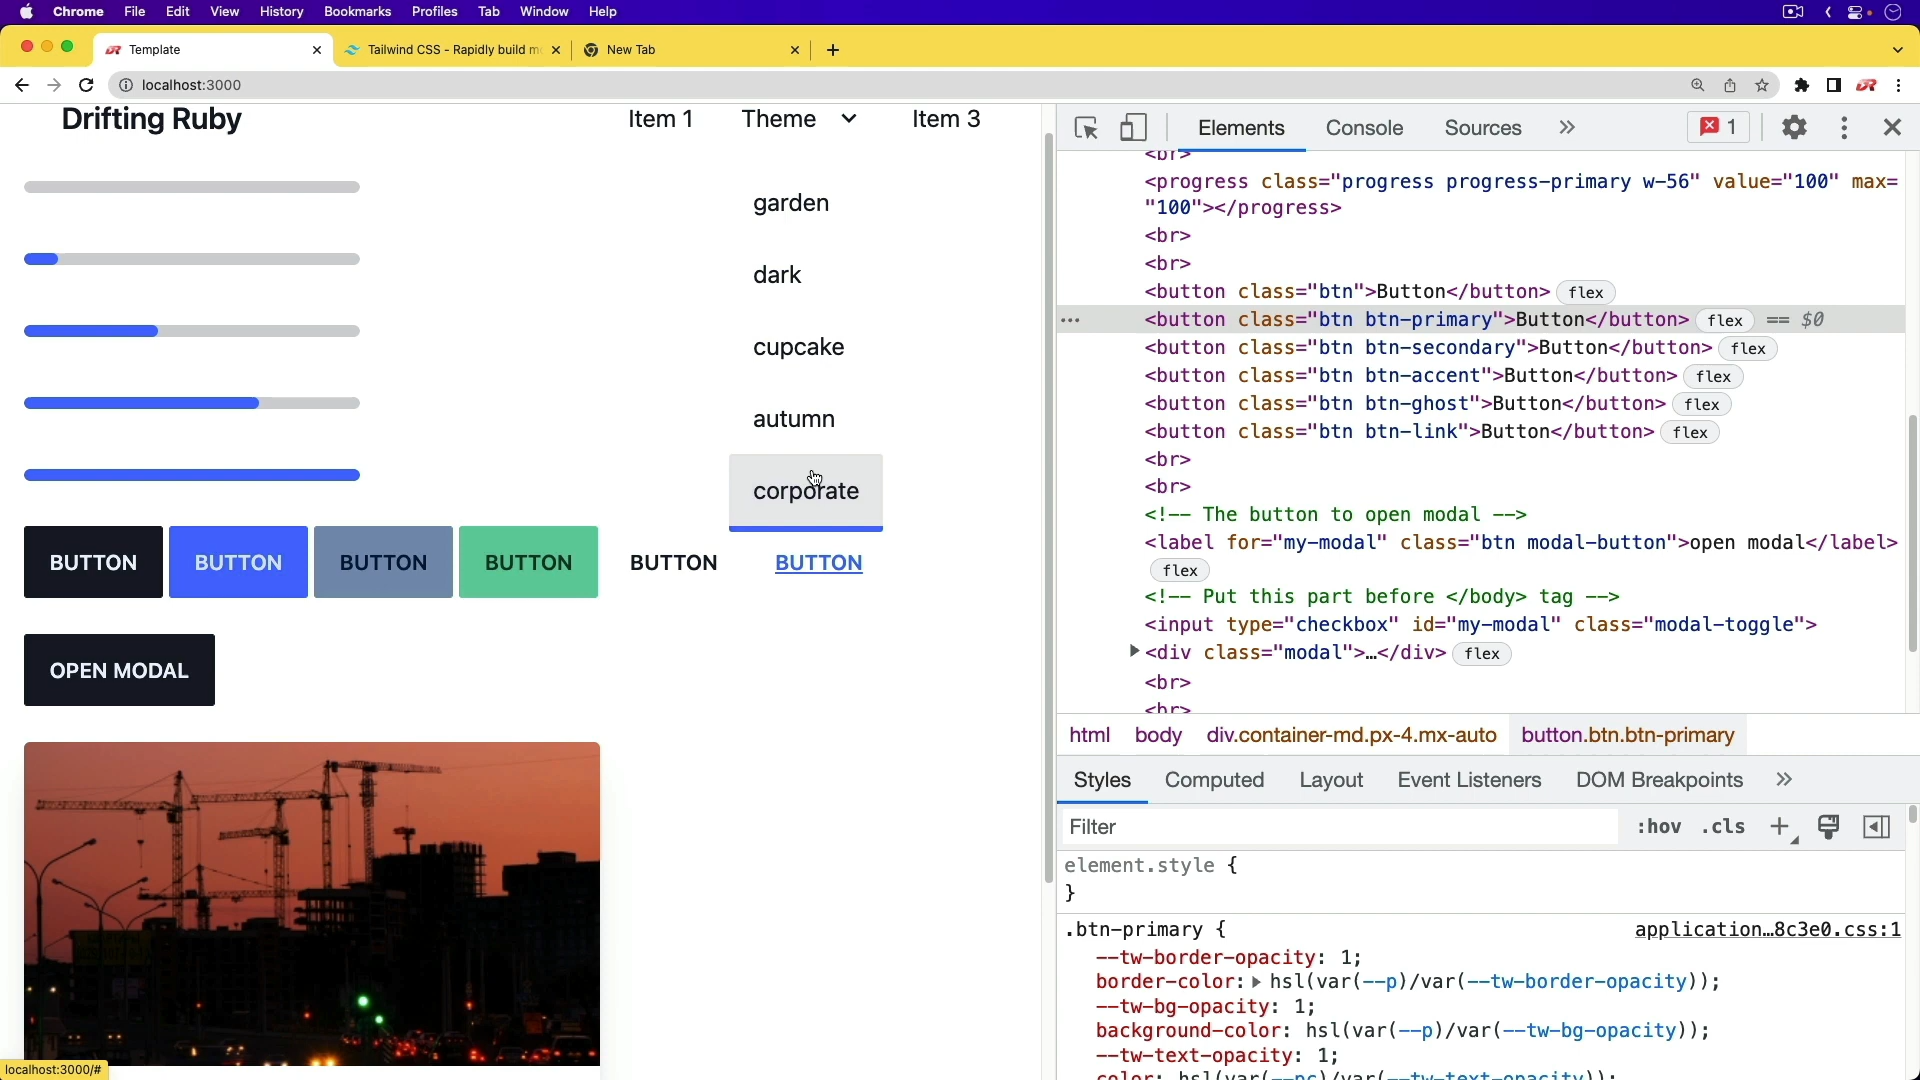 Chrome File Edit View History Bookmarks Profiles Tab Window Help
Template
Tailwind CSS - Rapidly build m
New Tab
localhost:3000
Drifting Ruby
Item 1
Theme
Item 3
garden
dark
cupcake
autumn
corporate
BUTTON BUTTON BUTTON BUTTON BUTTON BUTTON
OPEN MODAL
localhost:3000/#
Elements Console Sources » 1
<br>
<progress class="progress progress-primary w-56" value="100" max=
"100"></progress>
<br>
<br>
<button class="btn">Button</button> flex
… <button class="btn btn-primary">Button</button> flex == $0
<button class="btn btn-secondary">Button</button> flex
<button class="btn btn-accent">Button</button> flex
<button class="btn btn-ghost">Button</button> flex
<button class="btn btn-link">Button</button> flex
<br>
<br>
<!-- The button to open modal -->
<label for="my-modal" class="btn modal-button">open modal</label>
flex
<!-- Put this part before </body> tag -->
<input type="checkbox" id="my-modal" class="modal-toggle">
<div class="modal">…</div> flex
<br>
<br>
html body div.container-md.px-4.mx-auto button.btn.btn-primary
Styles Computed Layout Event Listeners DOM Breakpoints »
Filter :hov .cls
element.style {
}
.btn-primary { application…8c3e0.css:1
--tw-border-opacity: 1;
border-color: hsl(var(--p)/var(--tw-border-opacity));
--tw-bg-opacity: 1;
background-color: hsl(var(--p)/var(--tw-bg-opacity));
--tw-text-opacity: 1;
color: hsl(var(--pc)/var(--tw-text-opacity));